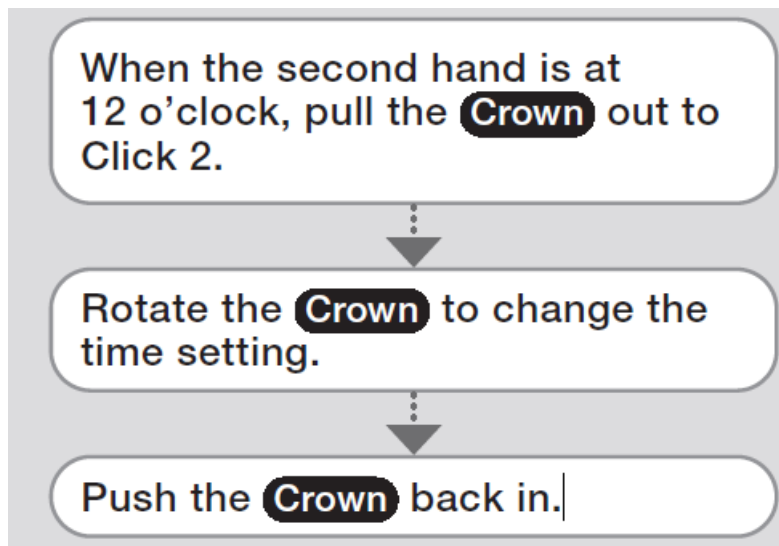 When the second hand is at
12 o’clock, pull the Crown out to
Click 2.
Rotate the Crown to change the
time setting.
Push the Crown back in.